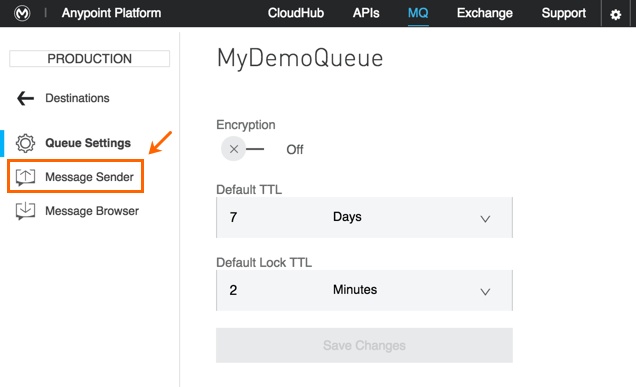 Anypoint Platform CloudHub APIs MQ Exchange Support
PRODUCTION
Destinations
Queue Settings
Message Sender
Message Browser
MyDemoQueue
Encryption
Off
Default TTL
7 Days
Default Lock TTL
2 Minutes
Save Changes